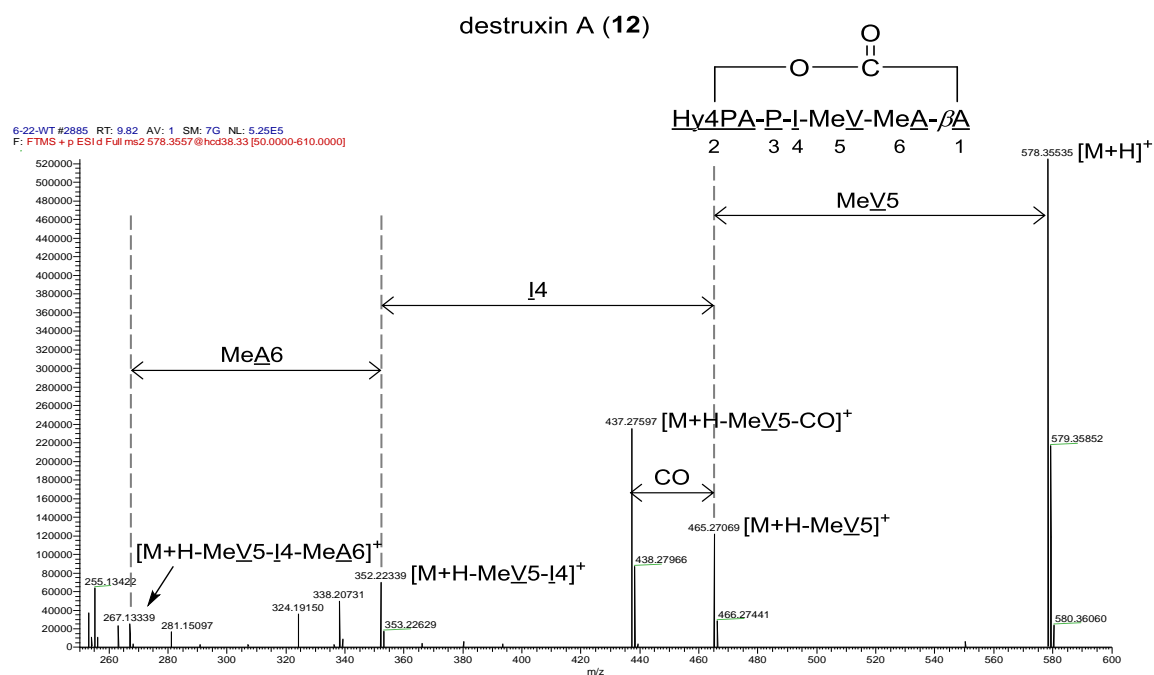 destruxin A (12)
O
O C
Hy4PA-P-I-MeV-MeA-βA
2 3 4 5 6 1
6-22-WT #2885 RT: 9.82 AV: 1 SM: 7G NL: 5.25E5
F: FTMS + p ESI d Full ms2 578.3557@hcd38.33 [50.0000-610.0000]
578.35535 [M+H]+
MeV5
I4
MeA6
437.27597 [M+H-MeV5-CO]+
579.35852
CO
465.27069 [M+H-MeV5]+
[M+H-MeV5-I4-MeA6]+
438.27966
352.22339 [M+H-MeV5-I4]+
255.13422
338.20731
267.13339
324.19150
281.15097
353.22629
466.27441
580.36060
520000
500000
480000
460000
440000
420000
400000
380000
360000
340000
320000
300000
280000
260000
240000
220000
200000
180000
160000
140000
120000
100000
80000
60000
40000
20000
0
260 280 300 320 340 360 380 400 420 440 460 480 500 520 540 560 580 600
m/z